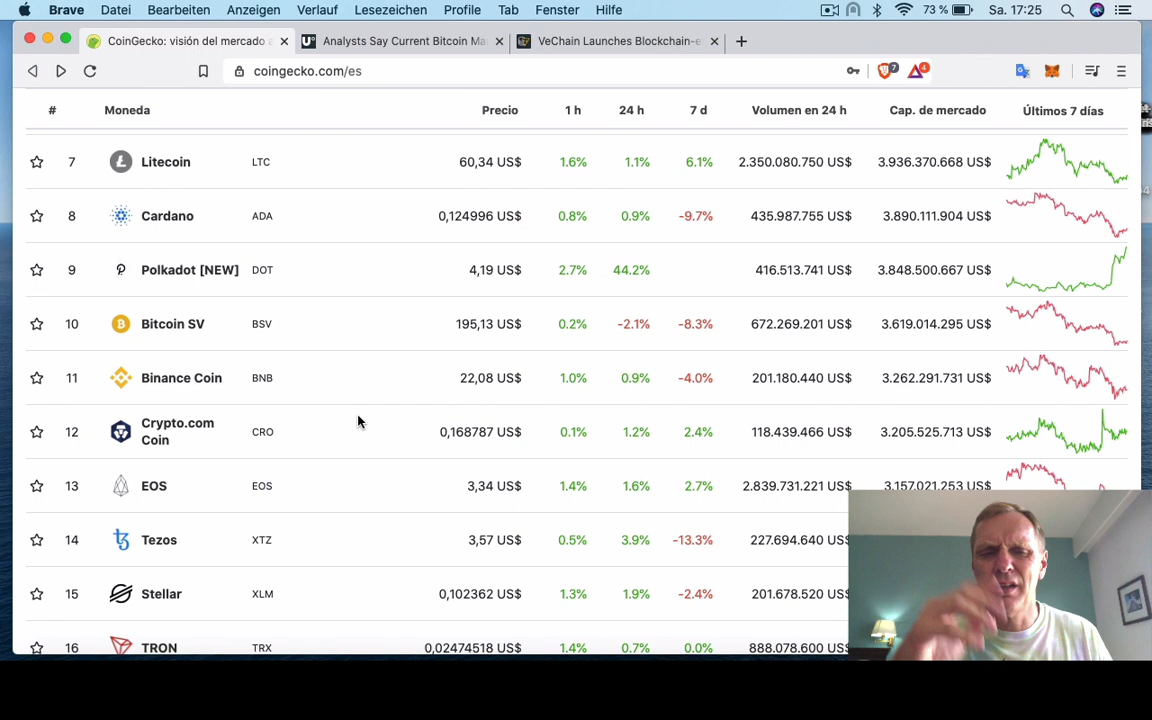 Brave Datei Bearbeiten Anzeigen Verlauf Lesezeichen Profile Tab Fenster Hilfe 73 % Sa. 17:25
CoinGecko: visión del mercado Analysts Say Current Bitcoin Ma VeChain Launches Blockchain-e
coingecko.com/es 7 4
# Moneda Precio 1 h 24 h 7 d Volumen en 24 h Cap. de mercado Últimos 7 días
7 Litecoin LTC 60,34 US$ 1.6% 1.1% 6.1% 2.350.080.750 US$ 3.936.370.668 US$
8 Cardano ADA 0,124996 US$ 0.8% 0.9% -9.7% 435.987.755 US$ 3.890.111.904 US$
9 Polkadot [NEW] DOT 4,19 US$ 2.7% 44.2% 416.513.741 US$ 3.848.500.667 US$
10 Bitcoin SV BSV 195,13 US$ 0.2% -2.1% -8.3% 672.269.201 US$ 3.619.014.295 US$
11 Binance Coin BNB 22,08 US$ 1.0% 0.9% -4.0% 201.180.440 US$ 3.262.291.731 US$
12 Crypto.com
Coin CRO 0,168787 US$ 0.1% 1.2% 2.4% 118.439.466 US$ 3.205.525.713 US$
13 EOS EOS 3,34 US$ 1.4% 1.6% 2.7% 2.839.731.221 US$ 3.157.021.253 US$
14 Tezos XTZ 3,57 US$ 0.5% 3.9% -13.3% 227.694.640 US$
15 Stellar XLM 0,102362 US$ 1.3% 1.9% -2.4% 201.678.520 US$
16 TRON TRX 0,02474518 US$ 1.4% 0.7% 0.0% 888.078.160 US$